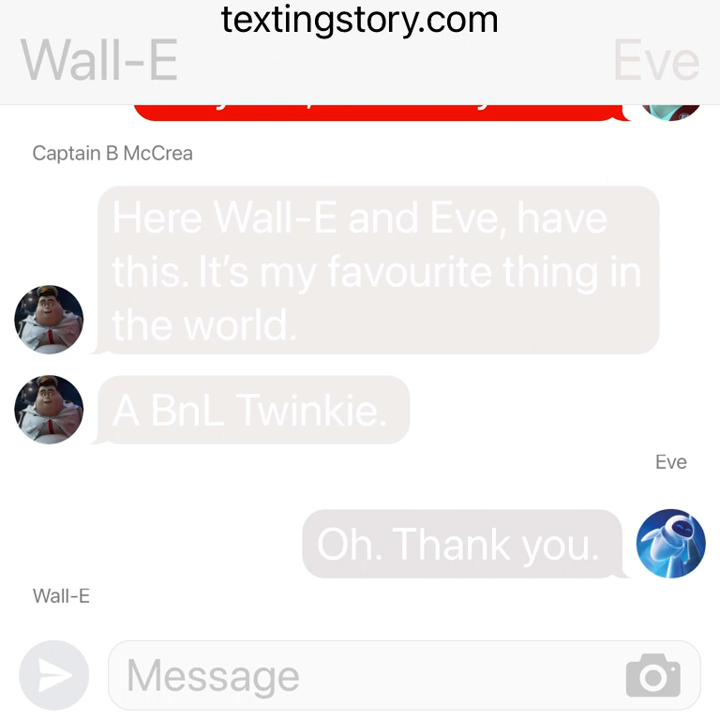 textingstory.com
Wall-E
Eve
Captain B McCrea
Here Wall-E and Eve, have
this. It’s my favourite thing in
the world.
A BnL Twinkie.
Eve
Oh. Thank you.
Wall-E
Message